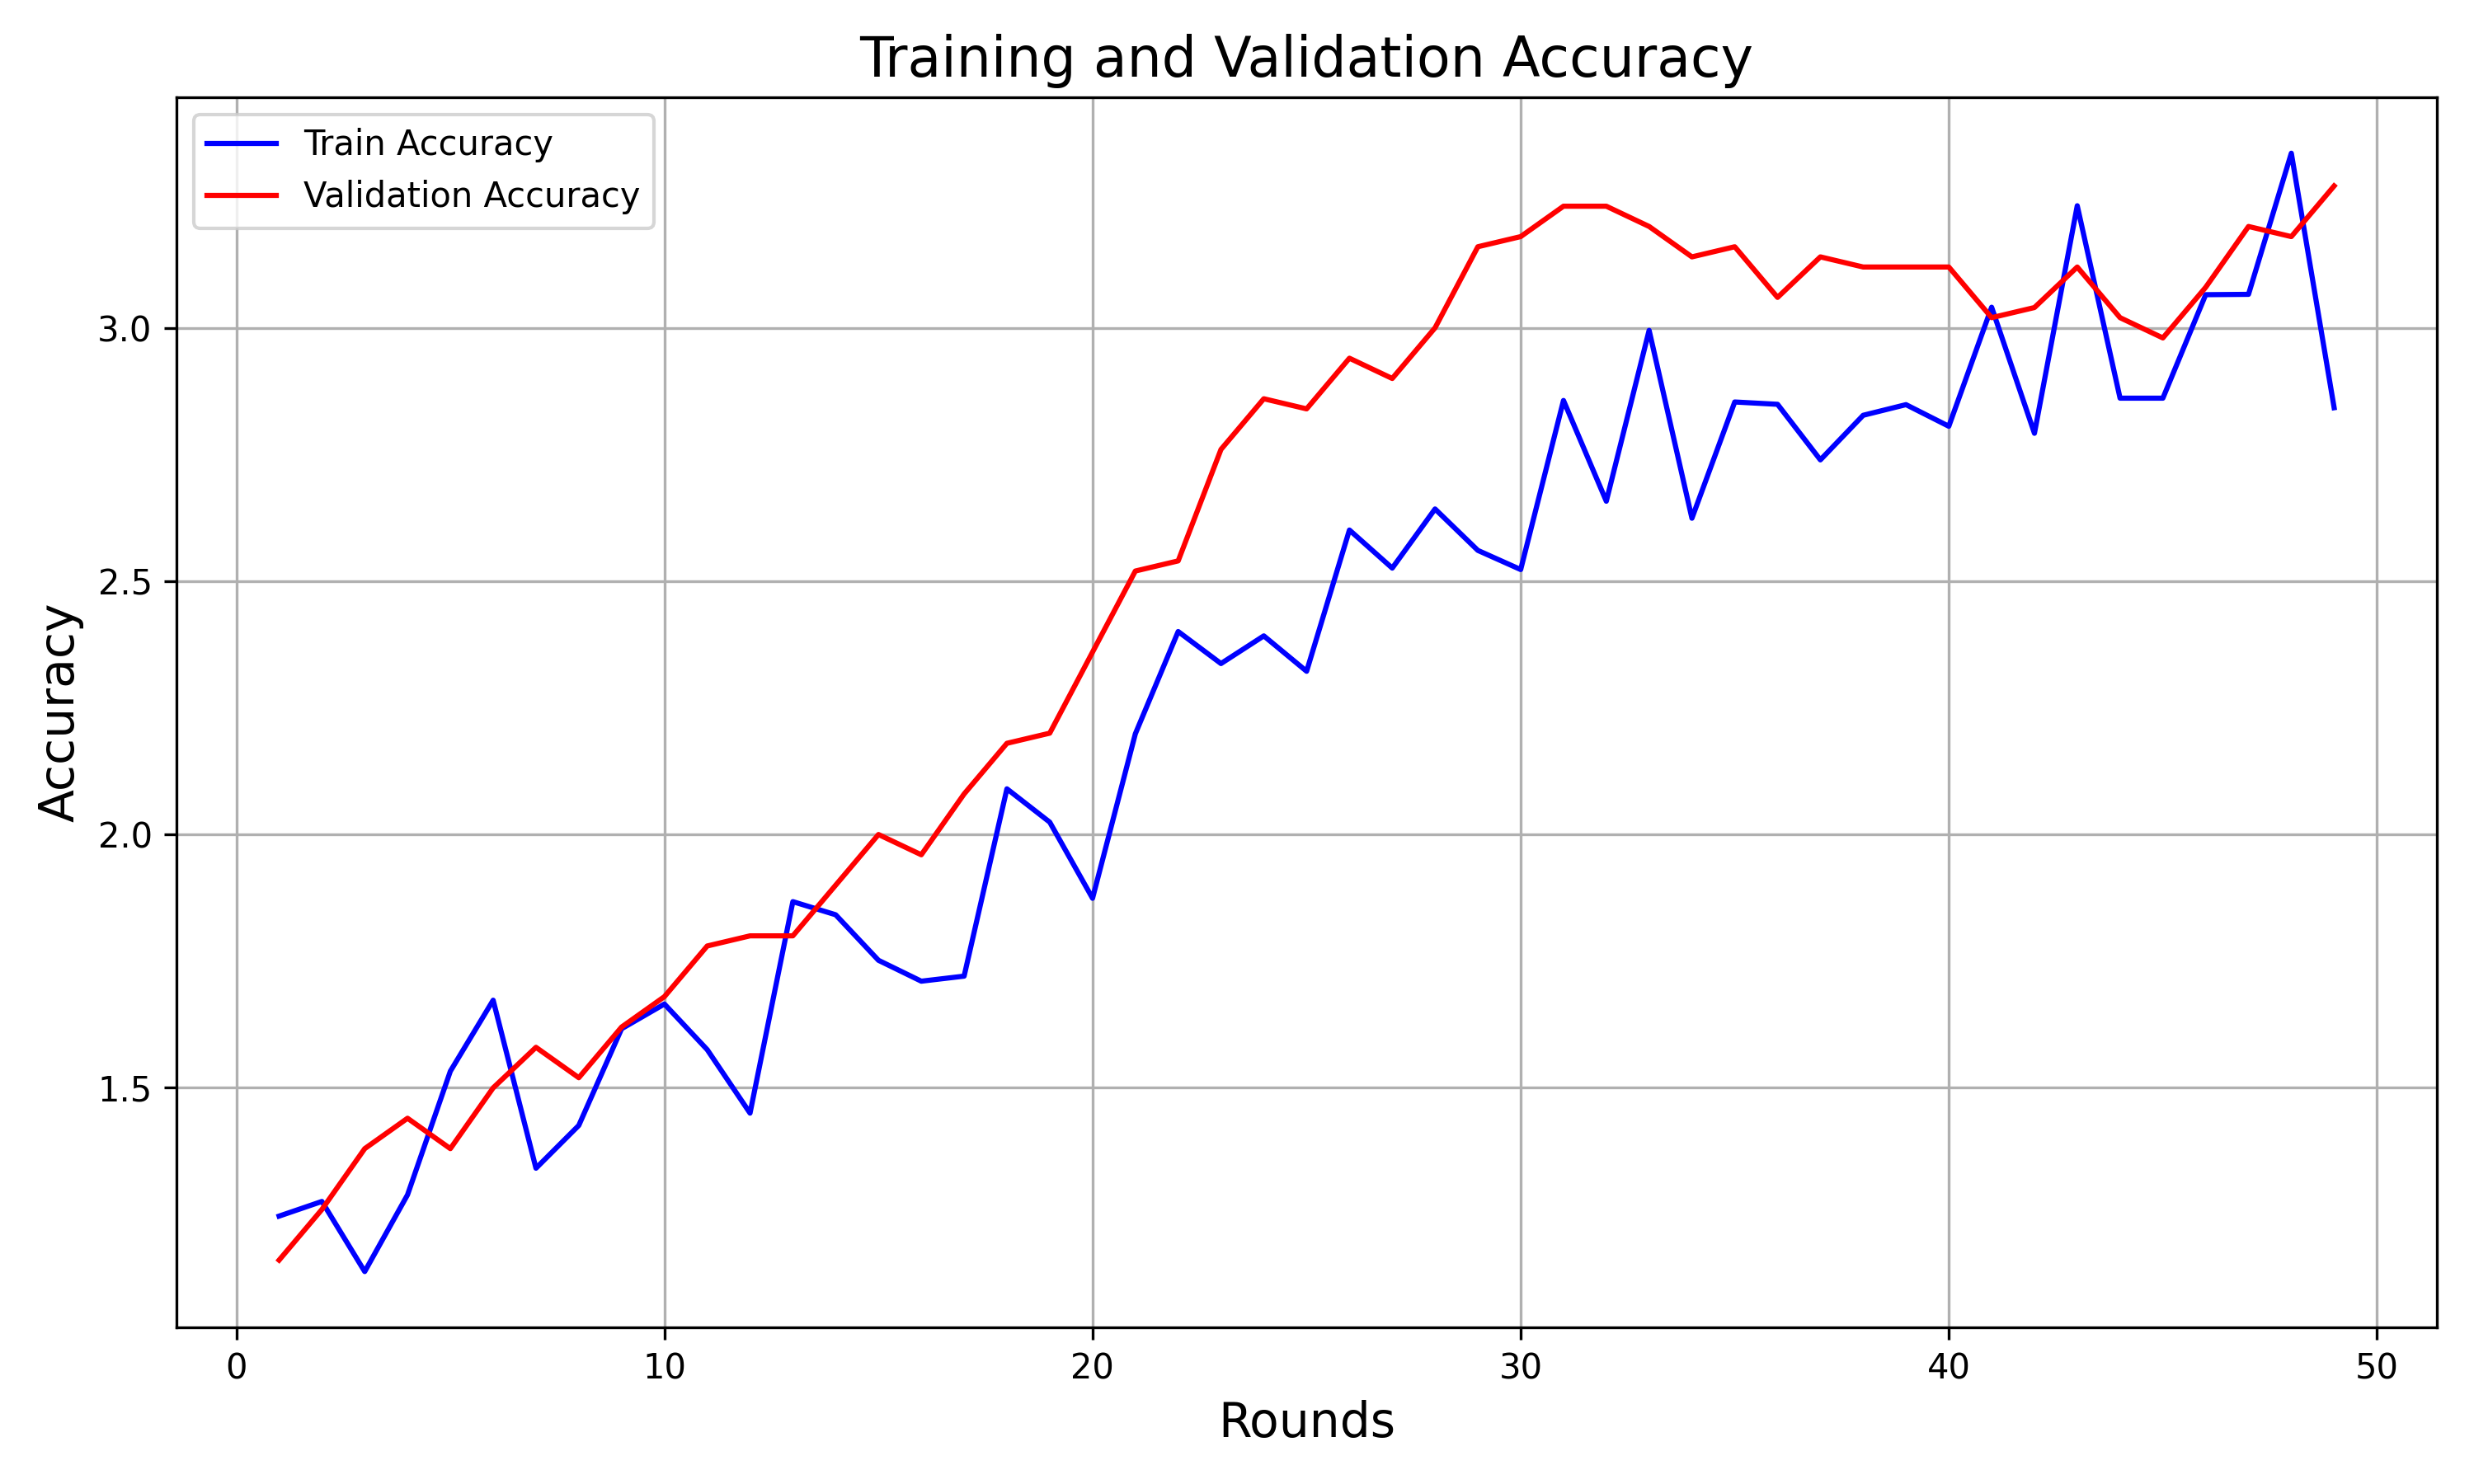 Training and Validation Accuracy
Train Accuracy
Validation Accuracy
Accuracy
3.0
2.5
2.0
1.5
0 10 20 30 40 50
Rounds